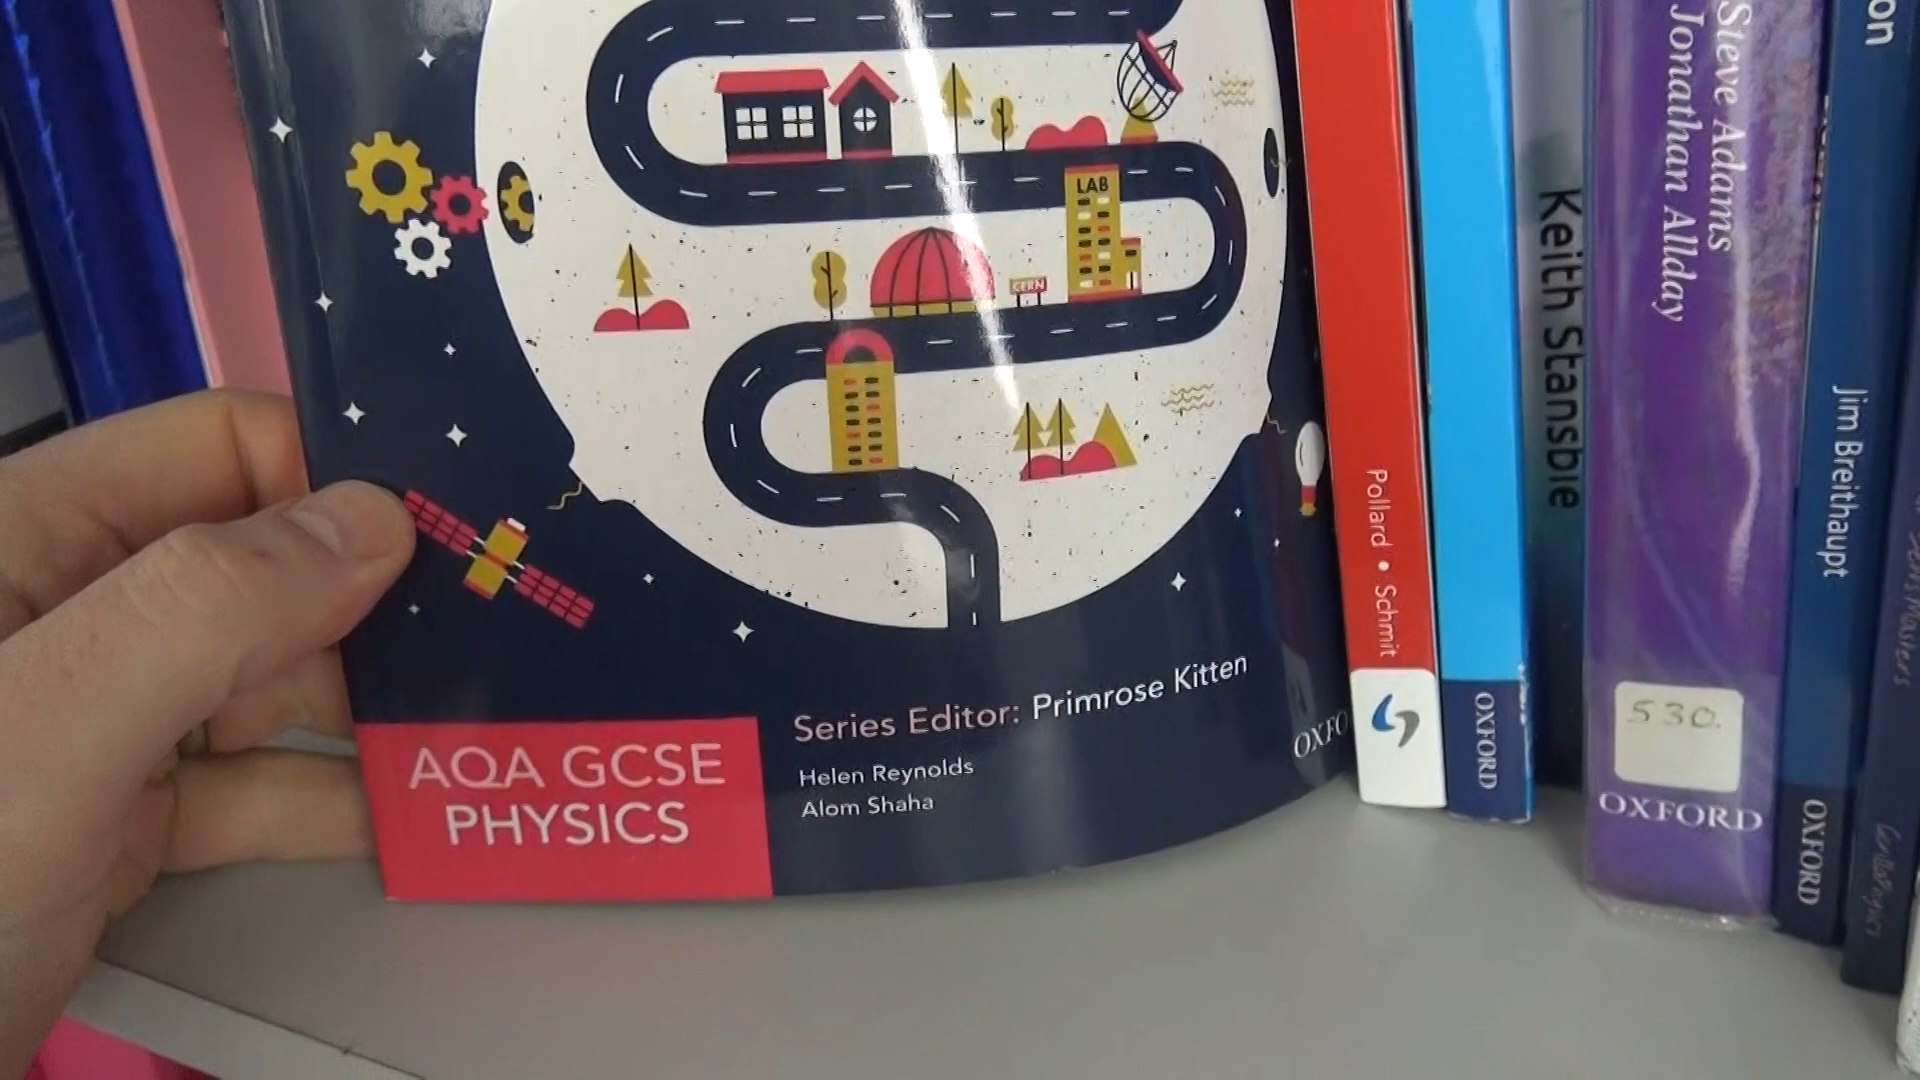 LAB
CERN
Series Editor: Primrose Kitten
Helen Reynolds
Alom Shaha
AQA GCSE
PHYSICS
Pollard • Schmit
OXFORD
Keith Stansbie
Steve Adams
Jonathan Allday
530.
OXFORD
Jim Breithaupt
OXFORD